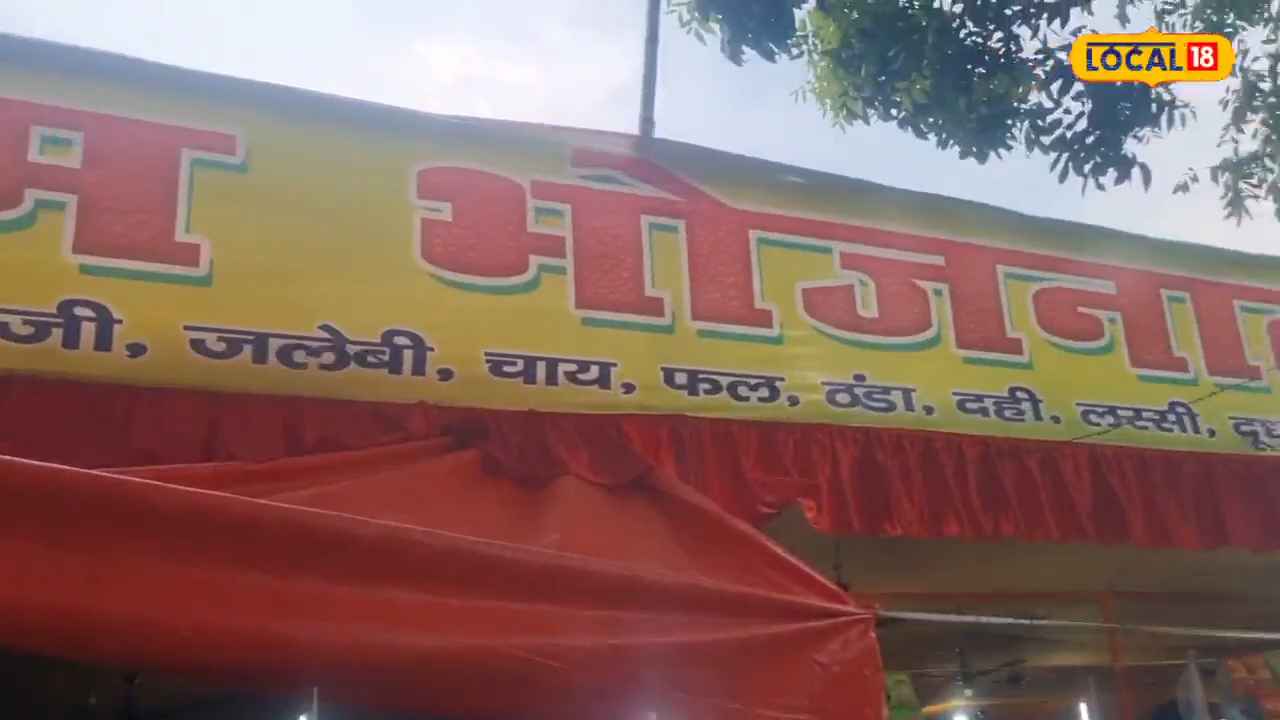 LOCAL 18
म भोजना
जी, जलेबी, चाय, फल, ठंडा, दही, लस्सी, दूध